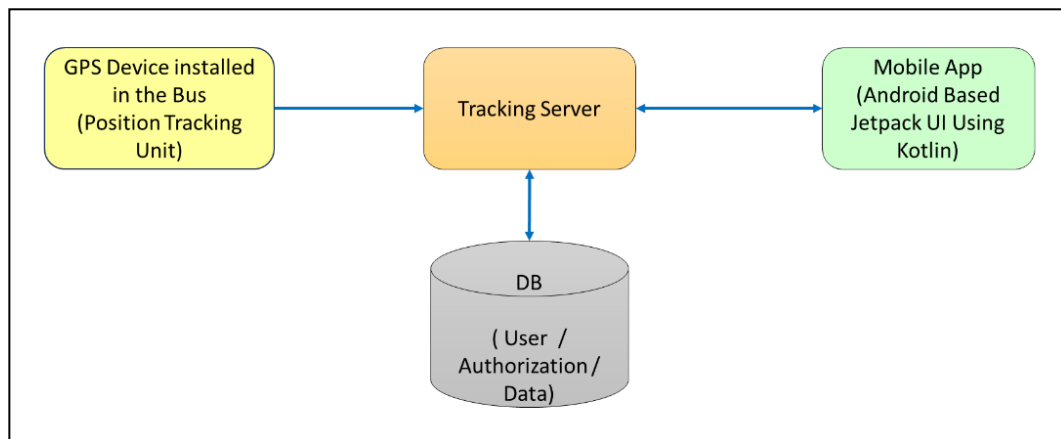 GPS Device installed
in the Bus
(Position Tracking
Unit)
Tracking Server
Mobile App
(Android Based
Jetpack UI Using
Kotlin)
DB
( User /
Authorization /
Data)